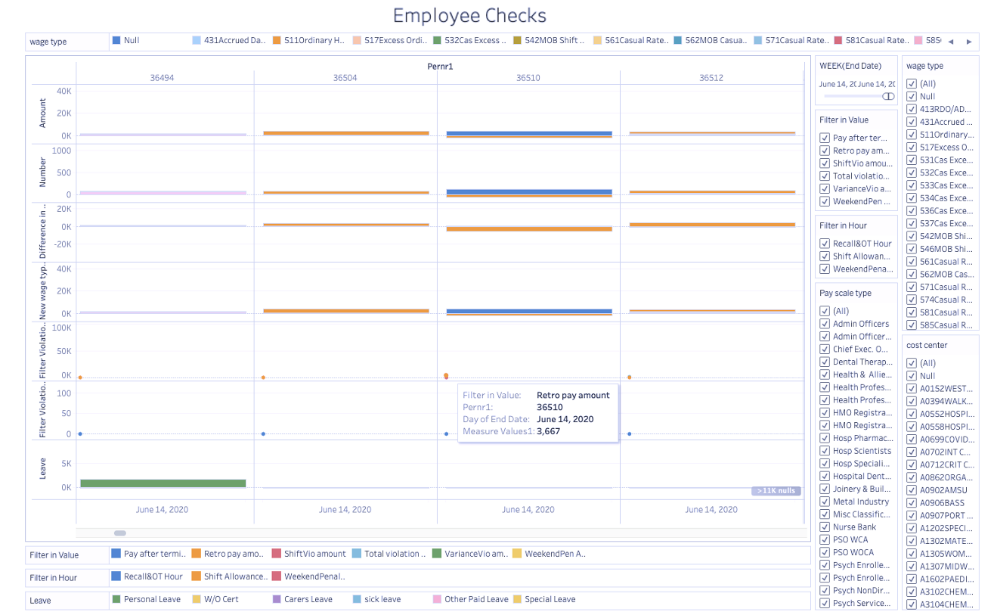 Employee Checks
wage type
Null
431Accrued Da..
511Ordinary H..
517Excess Ordi..
532Cas Excess ..
542MOB Shift ..
561Casual Rate..
562MOB Casua..
571Casual Rate..
581Casual Rate..
Pernr1
36494 36504 36510 36512
Amount
40K
20K
0K
Number
1000
500
0
Difference in ..
20K
0K
-20K
New wage typ..
40K
20K
0K
Filter Violatio..
100K
50K
0K
Filter Violatio..
100
50
0
Leave
5K
0K
Filter in Value: Retro pay amount
Pernr1: 36510
Day of End Date: June 14, 2020
Measure Values1: 3,667
>11K nulls
June 14, 2020 June 14, 2020 June 14, 2020 June 14, 2020
Filter in Value
Pay after termi..
Retro pay amo..
ShiftVio amount
Total violation ..
VarianceVio am..
WeekendPen A..
Filter in Hour
Recall&OT Hour
Shift Allowance..
WeekendPenal..
Leave
Personal Leave
W/O Cert
Carers Leave
sick leave
Other Paid Leave
Special Leave
WEEK(End Date)
Filter in Value
Pay after ter...
Retro pay am...
ShiftVio amou...
Total violatio...
VarianceVio a...
WeekendPen ...
Filter in Hour
Recall&OT Hour
Shift Allowan...
WeekendPena...
Pay scale type
(All)
Admin Officers
Admin Officer...
Chief Exec. O...
Dental Therap...
Health & Allie...
Health Profes...
Health Profes...
HMO Registra...
HMO Registra...
Hosp Pharmac...
Hosp Scientists
Hosp Speciali...
Hospital Dent...
Joinery & Buil...
Metal Industry
Misc Classific...
Nurse Bank
PSO WCA
PSO WOCA
Psych Enrolle...
Psych Enrolle...
Psych NonDir...
Psych Service...
wage type
(All)
Null
413RDO/AD...
431Accrued ...
511Ordinary...
517Excess O...
531Cas Exce...
532Cas Exce...
533Cas Exce...
534Cas Exce...
536Cas Exce...
537Cas Exce...
542MOB Shi...
546MOB Shi...
561Casual R...
562MOB Cas...
571Casual R...
574Casual R...
581Casual R...
585Casual R...
cost center
(All)
Null
A0152WEST...
A0394WALK...
A0552HOSPI...
A0558HOSPI...
A0699COVID...
A0702INT C...
A0712CRIT C...
A0862ORGA...
A0902AMSU
A0906BASS
A0907PORT ...
A1202SPECI...
A1302MATE...
A1305WOM...
A1307MIDW...
A1602PAEDI...
A3102CHEM...
A3104CHEM...